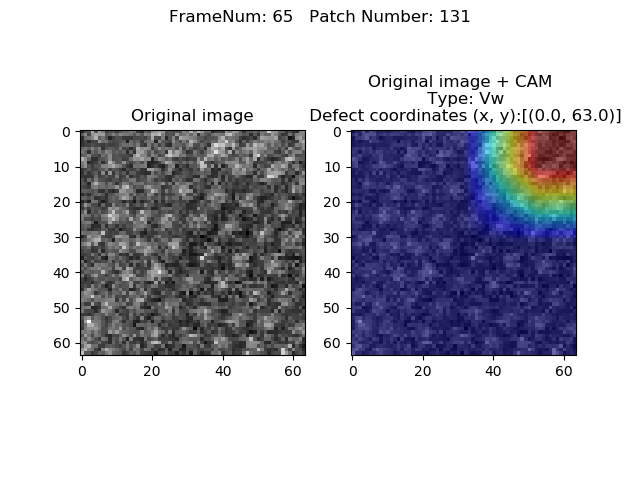 FrameNum: 65   Patch Number: 131
Original image
Original image + CAM
Type: Vw
Defect coordinates (x, y):[(0.0, 63.0)]
0
10
20
30
40
50
60
0 20 40 60
0
10
20
30
40
50
60
0 20 40 60